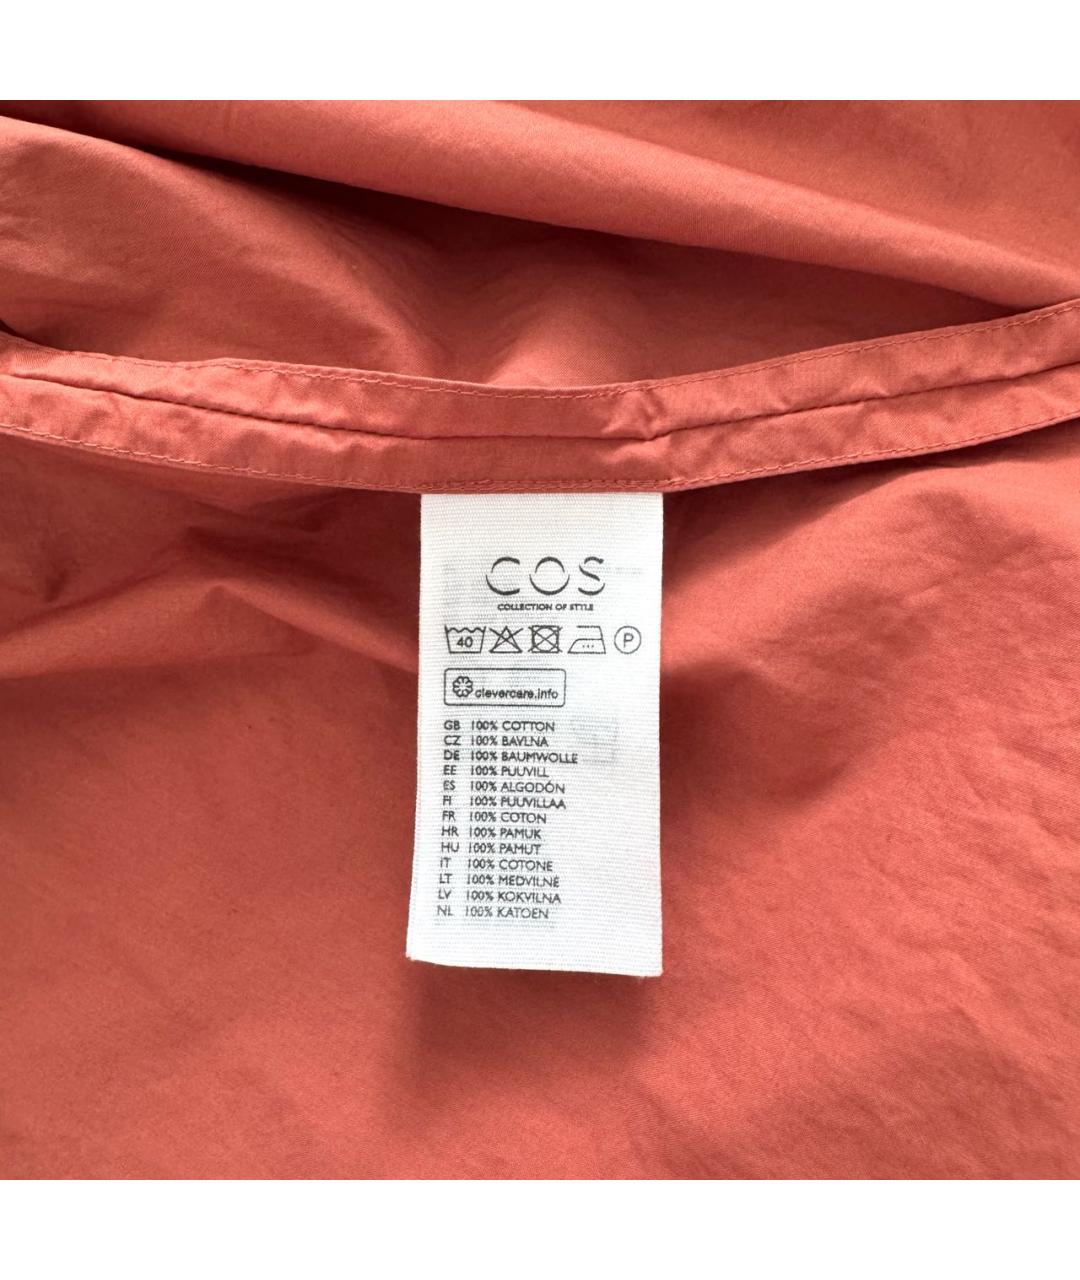 COS
COLLECTION OF STYLE
40 P
clevercare.info
GB 100% COTTON
CZ 100% BAVLNA
DE 100% BAUMWOLLE
EE 100% PUUVILL
ES 100% ALGODÓN
FI 100% PUUVILLAA
FR 100% COTON
HR 100% PAMUK
HU 100% PAMUT
IT 100% COTONE
LT 100% MEDVILNĖ
LV 100% KOKVILNA
NL 100% KATOEN